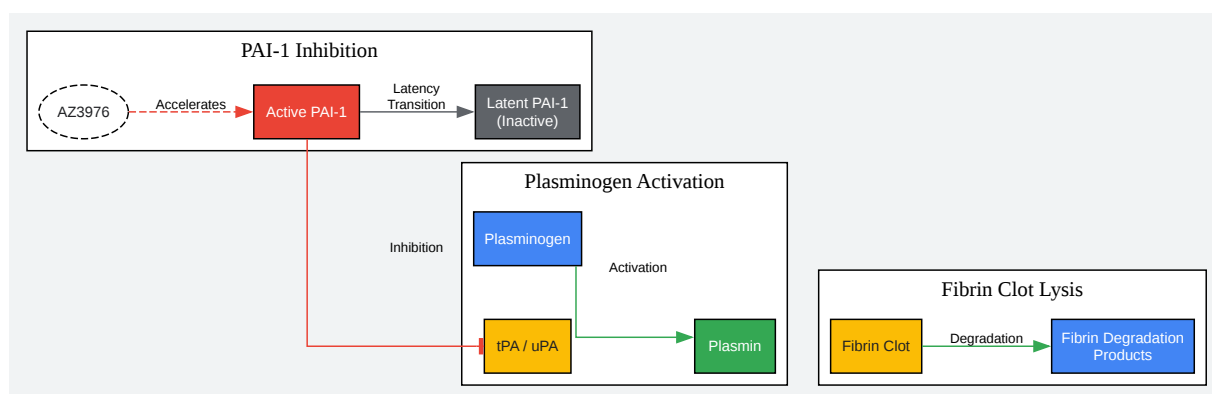 PAI-1 Inhibition
AZ3976
Accelerates
Active PAI-1
Latency
Transition
Latent PAI-1
(Inactive)
Plasminogen Activation
Plasminogen
Inhibition
Activation
tPA / uPA
Plasmin
Fibrin Clot Lysis
Fibrin Clot
Degradation
Fibrin Degradation
Products